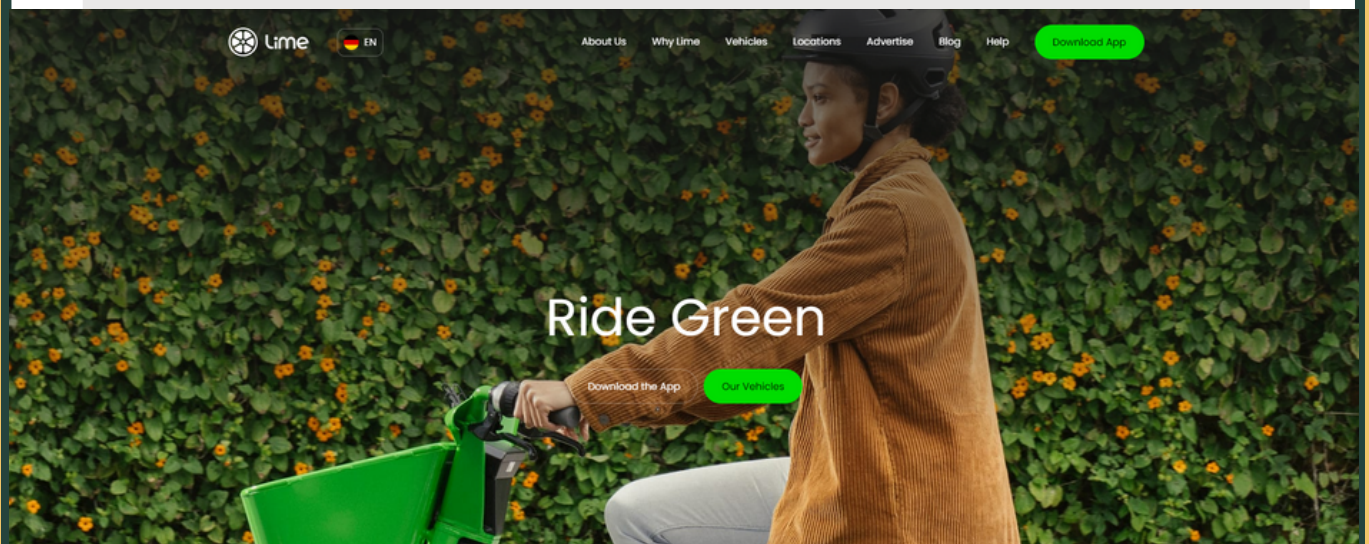 Lime
EN
About Us Why Lime Vehicles Locations Advertise Blog Help Download App
Ride Green
Download the App Our Vehicles